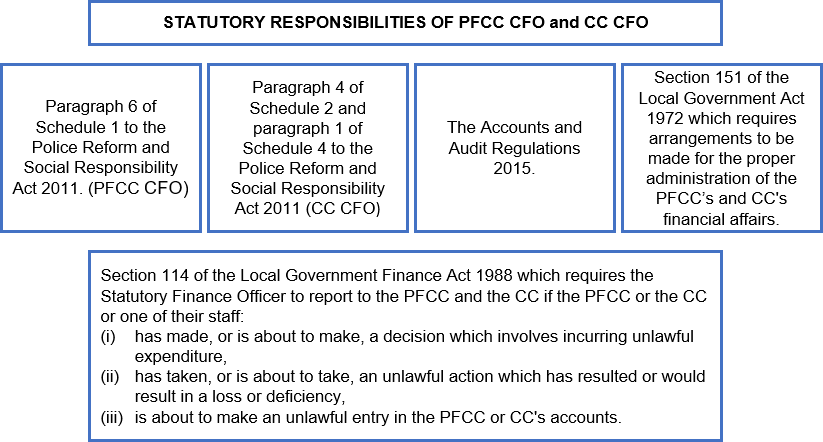 STATUTORY RESPONSIBILITIES OF PFCC CFO and CC CFO
Paragraph 6 of
Schedule 1 to the
Police Reform and
Social Responsibility
Act 2011. (PFCC CFO)
Paragraph 4 of
Schedule 2 and
paragraph 1 of
Schedule 4 to the
Police Reform and
Social Responsibility
Act 2011 (CC CFO)
The Accounts and
Audit Regulations
2015.
Section 151 of the
Local Government Act
1972 which requires
arrangements to be
made for the proper
administration of the
PFCC’s and CC's
financial affairs.
Section 114 of the Local Government Finance Act 1988 which requires the
Statutory Finance Officer to report to the PFCC and the CC if the PFCC or the CC
or one of their staff:
(i) has made, or is about to make, a decision which involves incurring unlawful
expenditure,
(ii) has taken, or is about to take, an unlawful action which has resulted or would
result in a loss or deficiency,
(iii) is about to make an unlawful entry in the PFCC or CC's accounts.